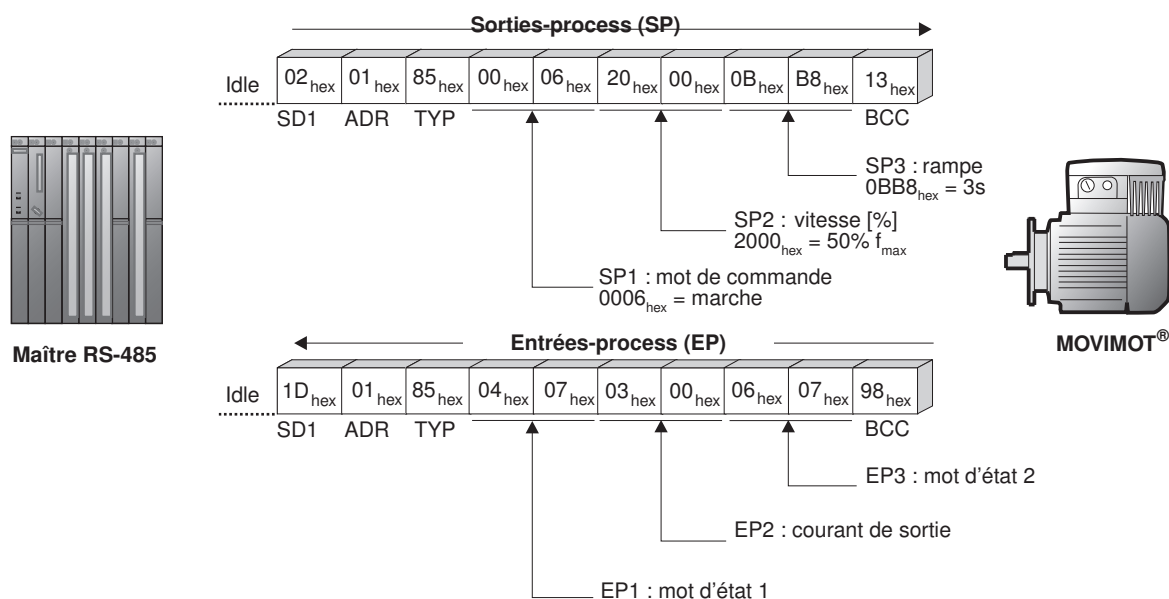 Sorties-process (SP)
Idle 02hex 01hex 85hex 00hex 06hex 20hex 00hex 0Bhex B8hex 13hex
SD1 ADR TYP BCC
SP3 : rampe
0BB8hex = 3s
SP2 : vitesse [%]
2000hex = 50% fmax
SP1 : mot de commande
0006hex = marche
Maître RS-485
MOVIMOT®
Entrées-process (EP)
Idle 1Dhex 01hex 85hex 04hex 07hex 03hex 00hex 06hex 07hex 98hex
SD1 ADR TYP BCC
EP3 : mot d'état 2
EP2 : courant de sortie
EP1 : mot d'état 1